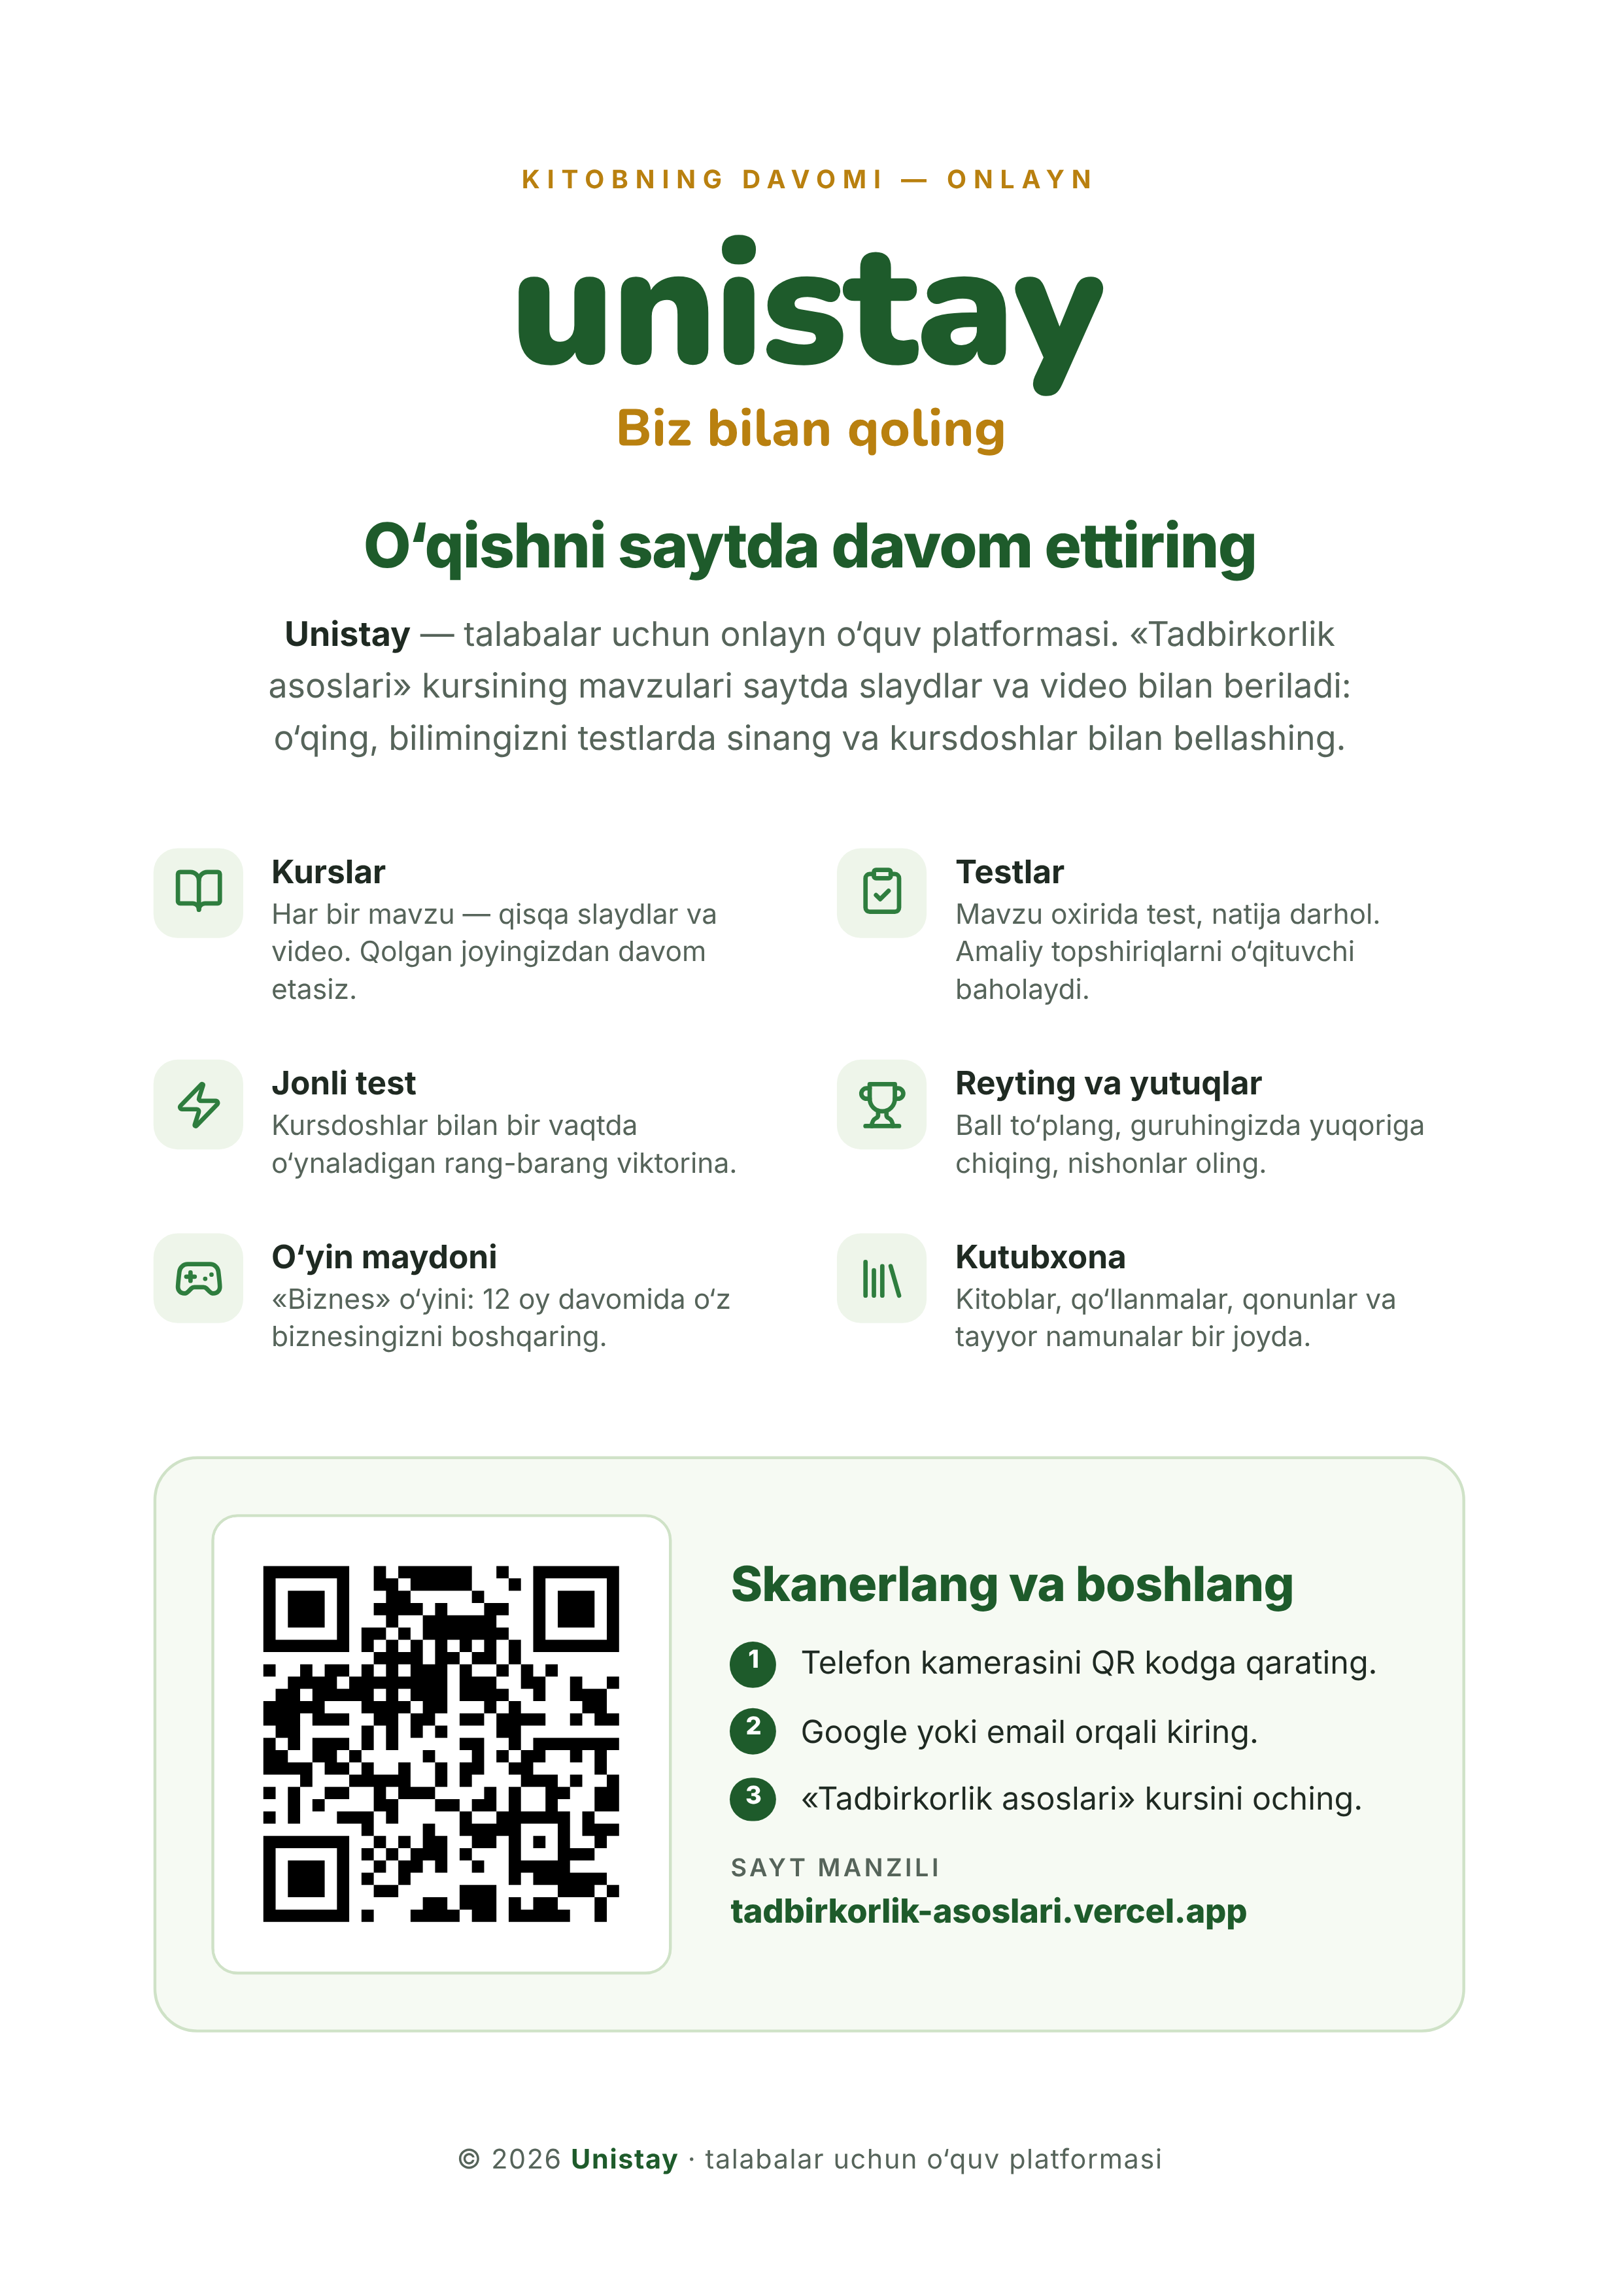 KITOBNING DAVOMI — ONLAYN
unistay
Biz bilan qoling
O‘qishni saytda davom ettiring
Unistay — talabalar uchun onlayn o‘quv platformasi. «Tadbirkorlik
asoslari» kursining mavzulari saytda slaydlar va video bilan beriladi:
o‘qing, bilimingizni testlarda sinang va kursdoshlar bilan bellashing.
Kurslar
Har bir mavzu — qisqa slaydlar va
video. Qolgan joyingizdan davom
etasiz.
Testlar
Mavzu oxirida test, natija darhol.
Amaliy topshiriqlarni o‘qituvchi
baholaydi.
Jonli test
Kursdoshlar bilan bir vaqtda
o‘ynaladigan rang-barang viktorina.
Reyting va yutuqlar
Ball to‘plang, guruhingizda yuqoriga
chiqing, nishonlar oling.
O‘yin maydoni
«Biznes» o‘yini: 12 oy davomida o‘z
biznesingizni boshqaring.
Kutubxona
Kitoblar, qo‘llanmalar, qonunlar va
tayyor namunalar bir joyda.
Skanerlang va boshlang
1 Telefon kamerasini QR kodga qarating.
2 Google yoki email orqali kiring.
3 «Tadbirkorlik asoslari» kursini oching.
SAYT MANZILI
tadbirkorlik-asoslari.vercel.app
© 2026 Unistay · talabalar uchun o‘quv platformasi